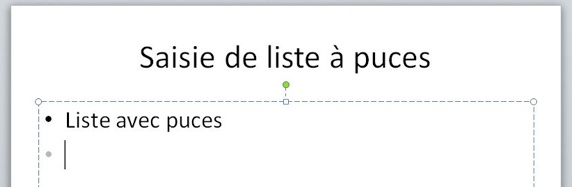 Saisie de liste à puces
• Liste avec puces
•